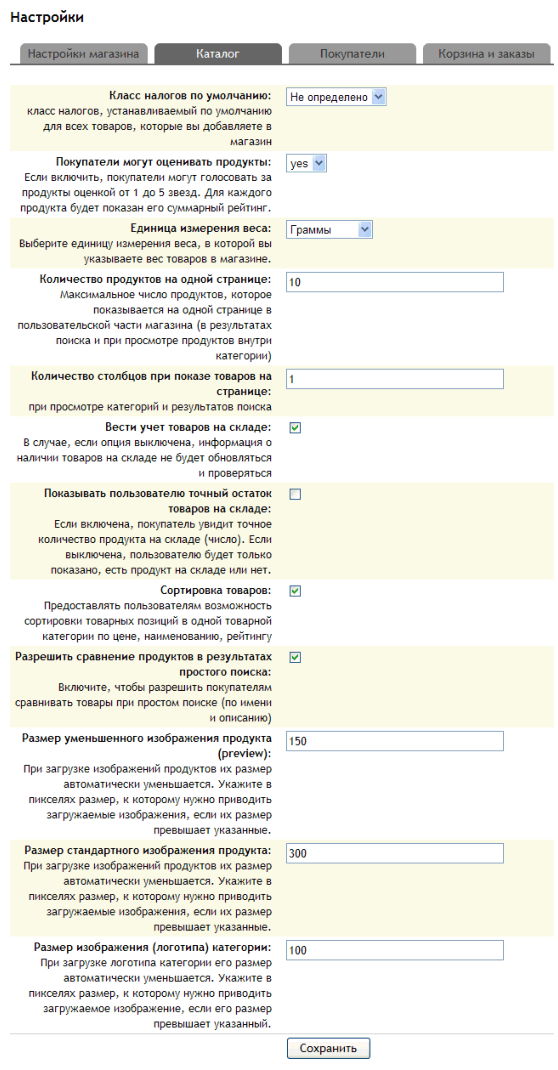 Настройки
Настройки магазина
Каталог
Покупатели
Корзина и заказы
Класс налогов по умолчанию:
Не определено
класс налогов, устанавливаемый по умолчанию
для всех товаров, которые вы добавляете в
магазин
Покупатели могут оценивать продукты:
yes
Если включить, покупатели могут голосовать за
продукты оценкой от 1 до 5 звезд. Для каждого
продукта будет показан его суммарный рейтинг.
Единица измерения веса:
Граммы
Выберите единицу измерения веса, в которой вы
указываете вес товаров в магазине.
Количество продуктов на одной странице:
10
Максимальное число продуктов, которое
показывается на одной странице в
пользовательской части магазина (в результатах
поиска и при просмотре продуктов внутри
категории)
Количество столбцов при показе товаров на
странице:
1
при просмотре категорий и результатов поиска
Вести учет товаров на складе:
В случае, если опция выключена, информация о
наличии товаров на складе не будет обновляться
и проверяться
Показывать пользователю точный остаток
товаров на складе:
Если включена, покупатель увидит точное
количество продукта на складе (число). Если
выключена, пользователю будет только
показано, есть продукт на складе или нет.
Сортировка товаров:
Предоставлять пользователям возможность
сортировки товарных позиций в одной товарной
категории по цене, наименованию, рейтингу
Разрешить сравнение продуктов в результатах
простого поиска:
Включите, чтобы разрешить покупателям
сравнивать товары при простом поиске (по имени
и описанию)
Размер уменьшенного изображения продукта
(preview):
150
При загрузке изображений продуктов их размер
автоматически уменьшается. Укажите в
пикселях размер, к которому нужно приводить
загружаемые изображения, если их размер
превышает указанные.
Размер стандартного изображения продукта:
300
При загрузке изображений продуктов их размер
автоматически уменьшается. Укажите в
пикселях размер, к которому нужно приводить
загружаемые изображения, если их размер
превышает указанные.
Размер изображения (логотипа) категории:
100
При загрузке логотипа категории его размер
автоматически уменьшается. Укажите в
пикселях размер, к которому нужно приводить
загружаемое изображение, если его размер
превышает указанный.
Сохранить